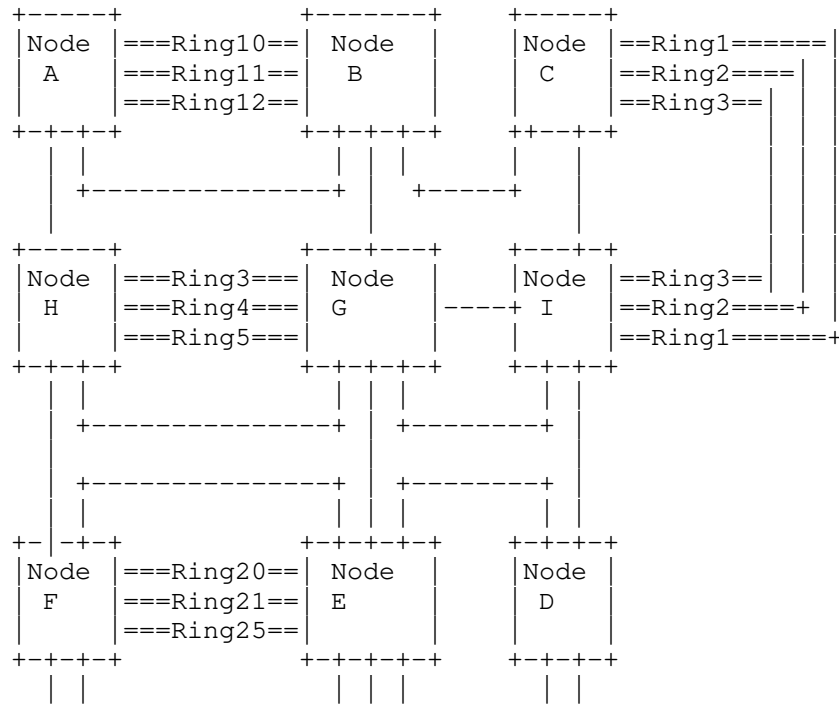 Node ===Ring10== Node Node ==Ring1======
A ===Ring11== B C ==Ring2====
===Ring12== ==Ring3==
Node ===Ring3=== Node Node ==Ring3==
H ===Ring4=== G ----+ I ==Ring2====+
===Ring5=== ==Ring1======+
Node ===Ring20== Node Node
F ===Ring21== E D
===Ring25==